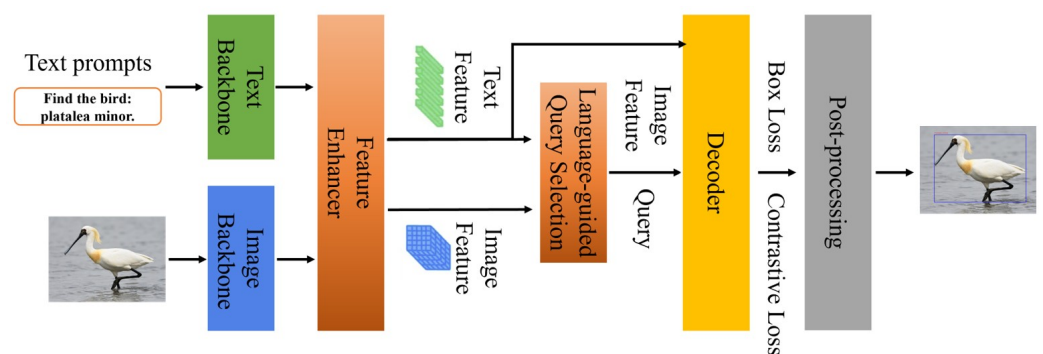 Text prompts
Find the bird:
platalea minor.
Text
Backbone
Image
Backbone
Feature
Enhancer
Text
Feature
Image
Feature
Language-guided
Query Selection
Image
Feature
Query
Decoder
Box Loss
Contrastive Loss
Post-processing